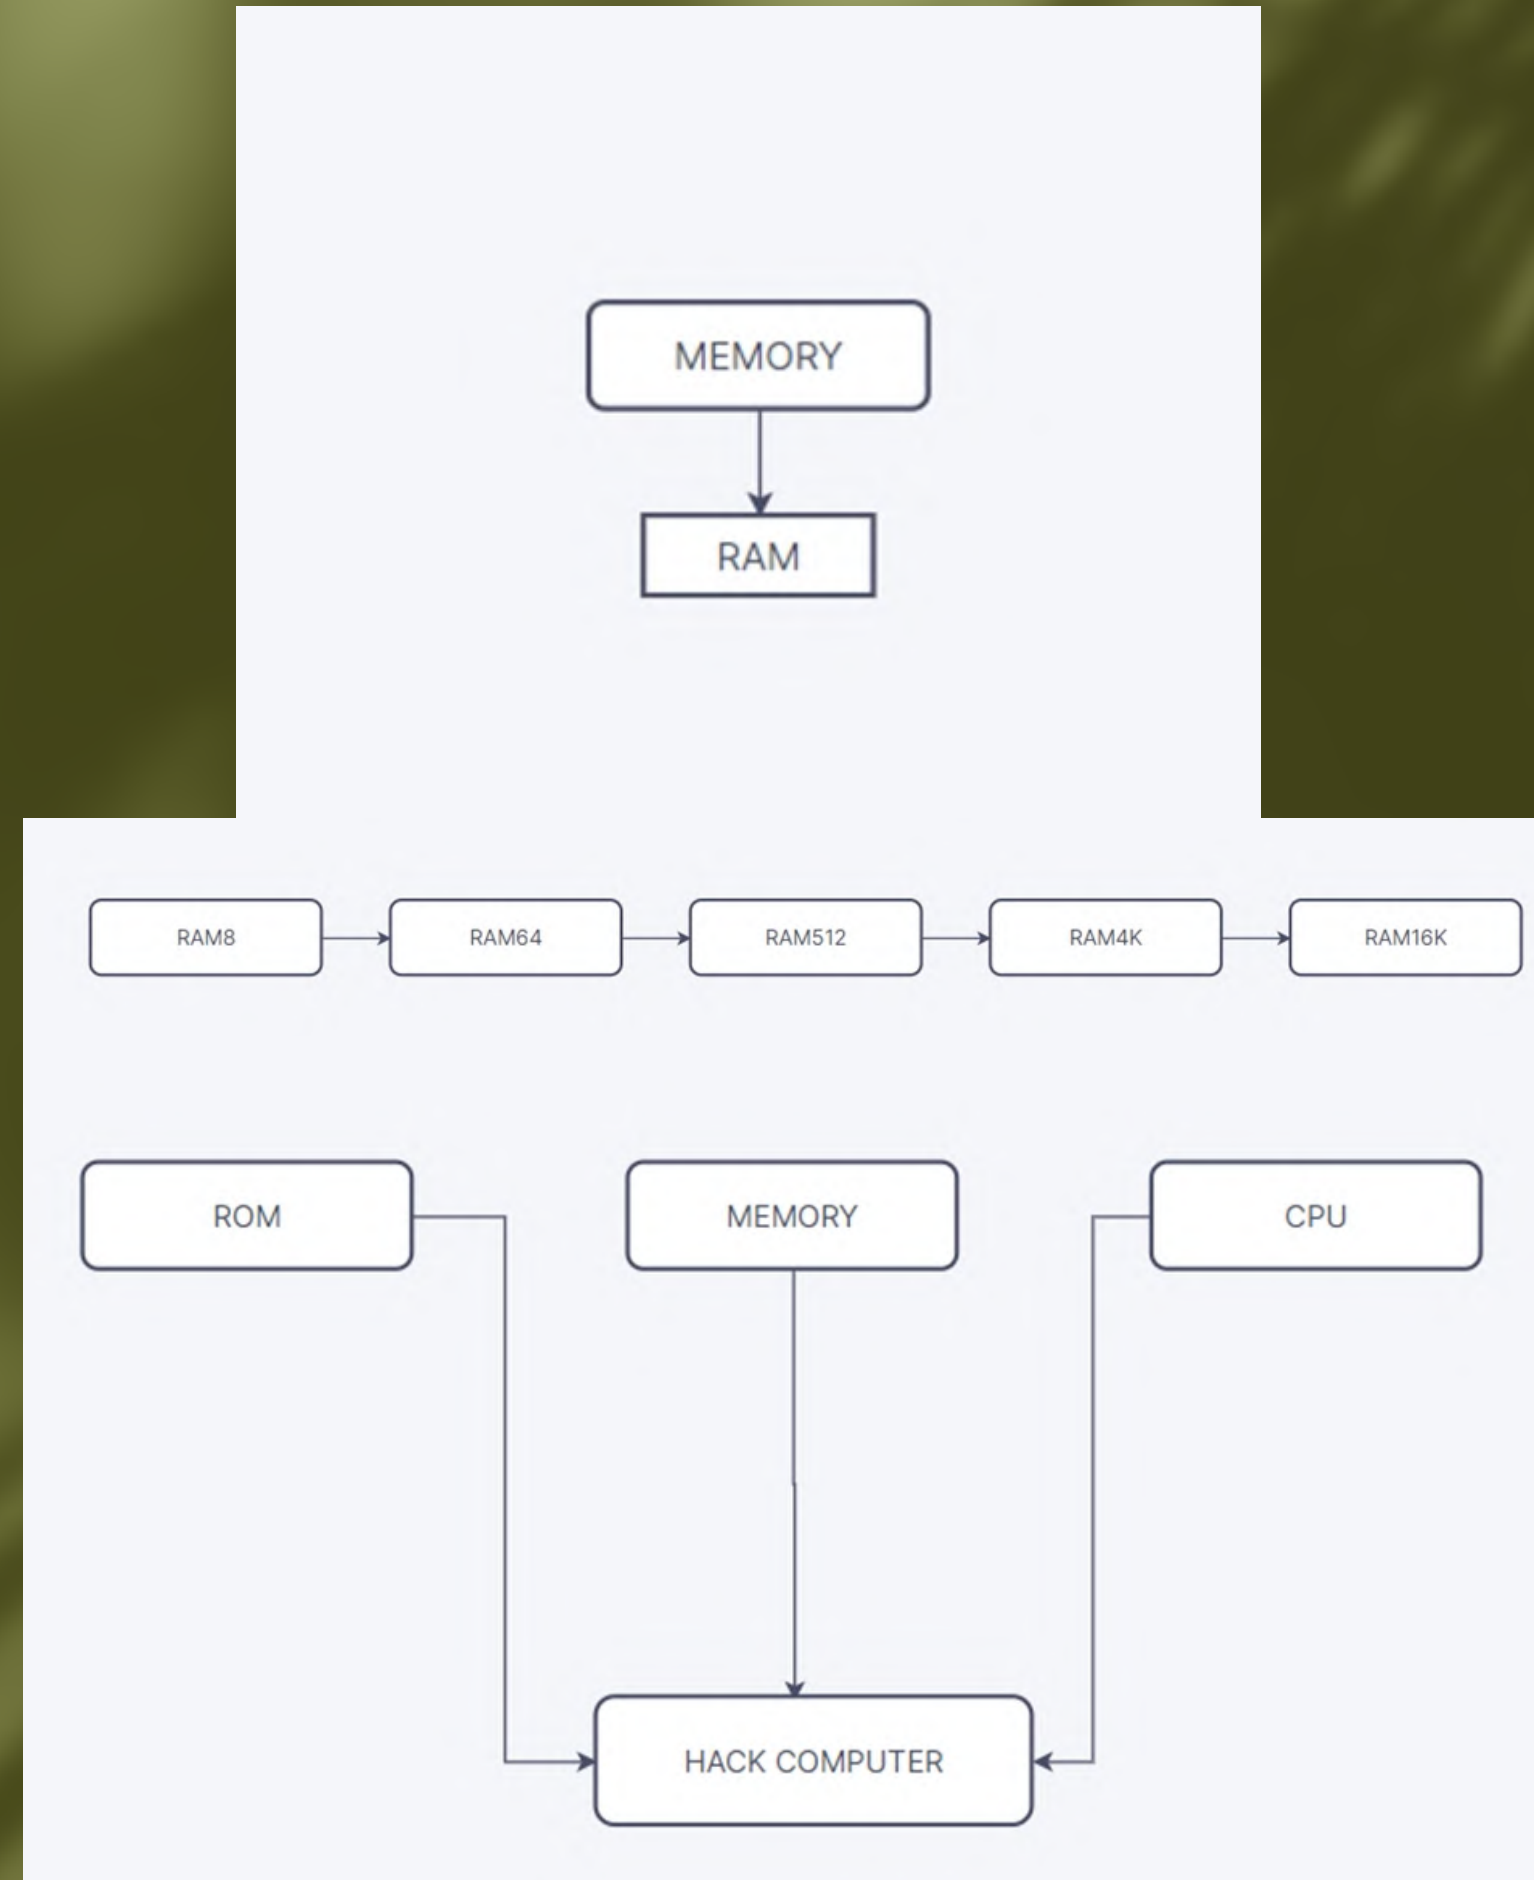 MEMORY
RAM
RAM8
RAM64
RAM512
RAM4K
RAM16K
ROM
MEMORY
CPU
HACK COMPUTER